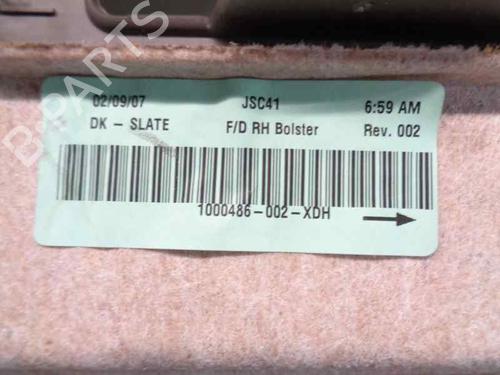 B-PARTS
02/09/07 JSC41 6:59 AM
DK - SLATE F/D RH Bolster Rev. 002
1000486-002-XDH